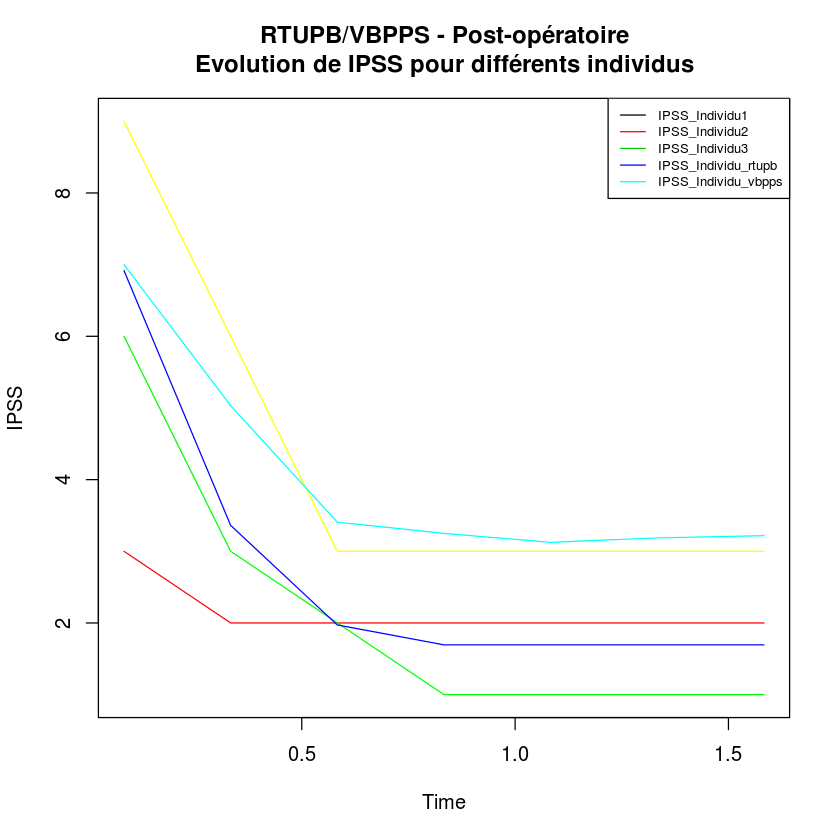 RTUPB/VBPPS - Post-opératoire
Evolution de IPSS pour différents individus
IPSS_Individu1
IPSS_Individu2
IPSS_Individu3
IPSS_Individu_rtupb
IPSS_Individu_vbpps
8
6
4
2
IPSS
0.5 1.0 1.5
Time